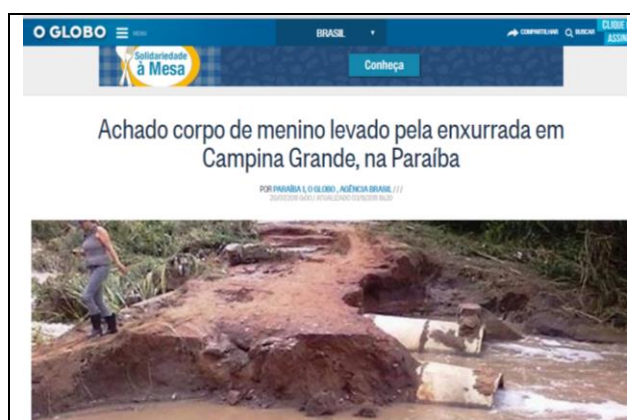 O GLOBO
BRASIL
COMPARTILHAR
BUSCAR
CLIQUE
ASSIN
Solidariedade
à Mesa
Conheça
Achado corpo de menino levado pela enxurrada em
Campina Grande, na Paraíba
POR PARAÍBA 1, O GLOBO , AGÊNCIA BRASIL / / /